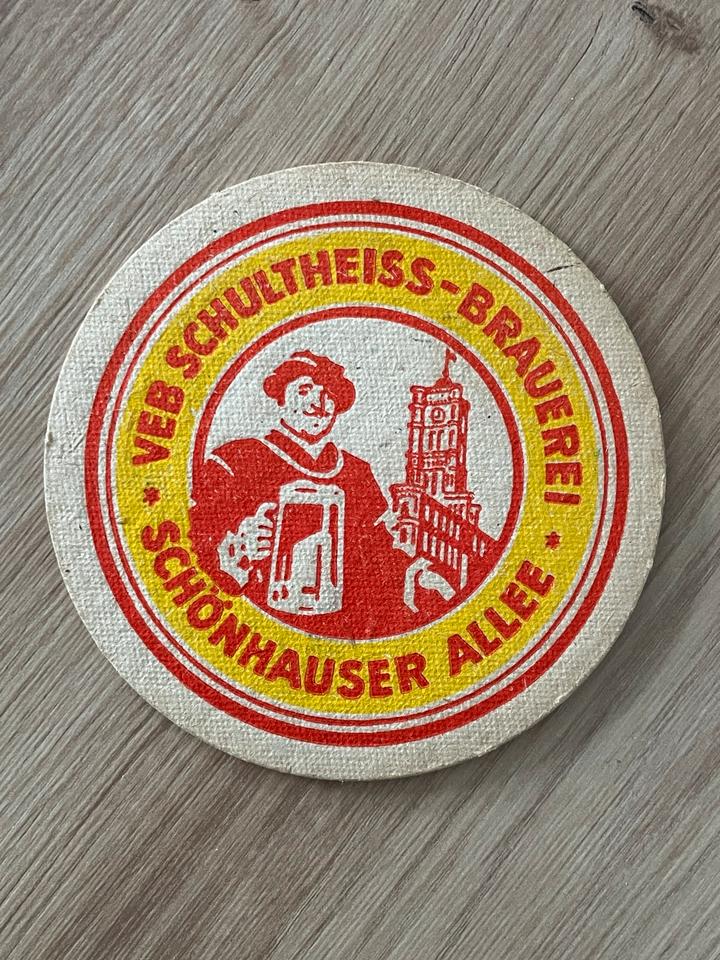 VEB SCHULTHEISS-BRAUEREI
* SCHÖNHAUSER ALLEE *